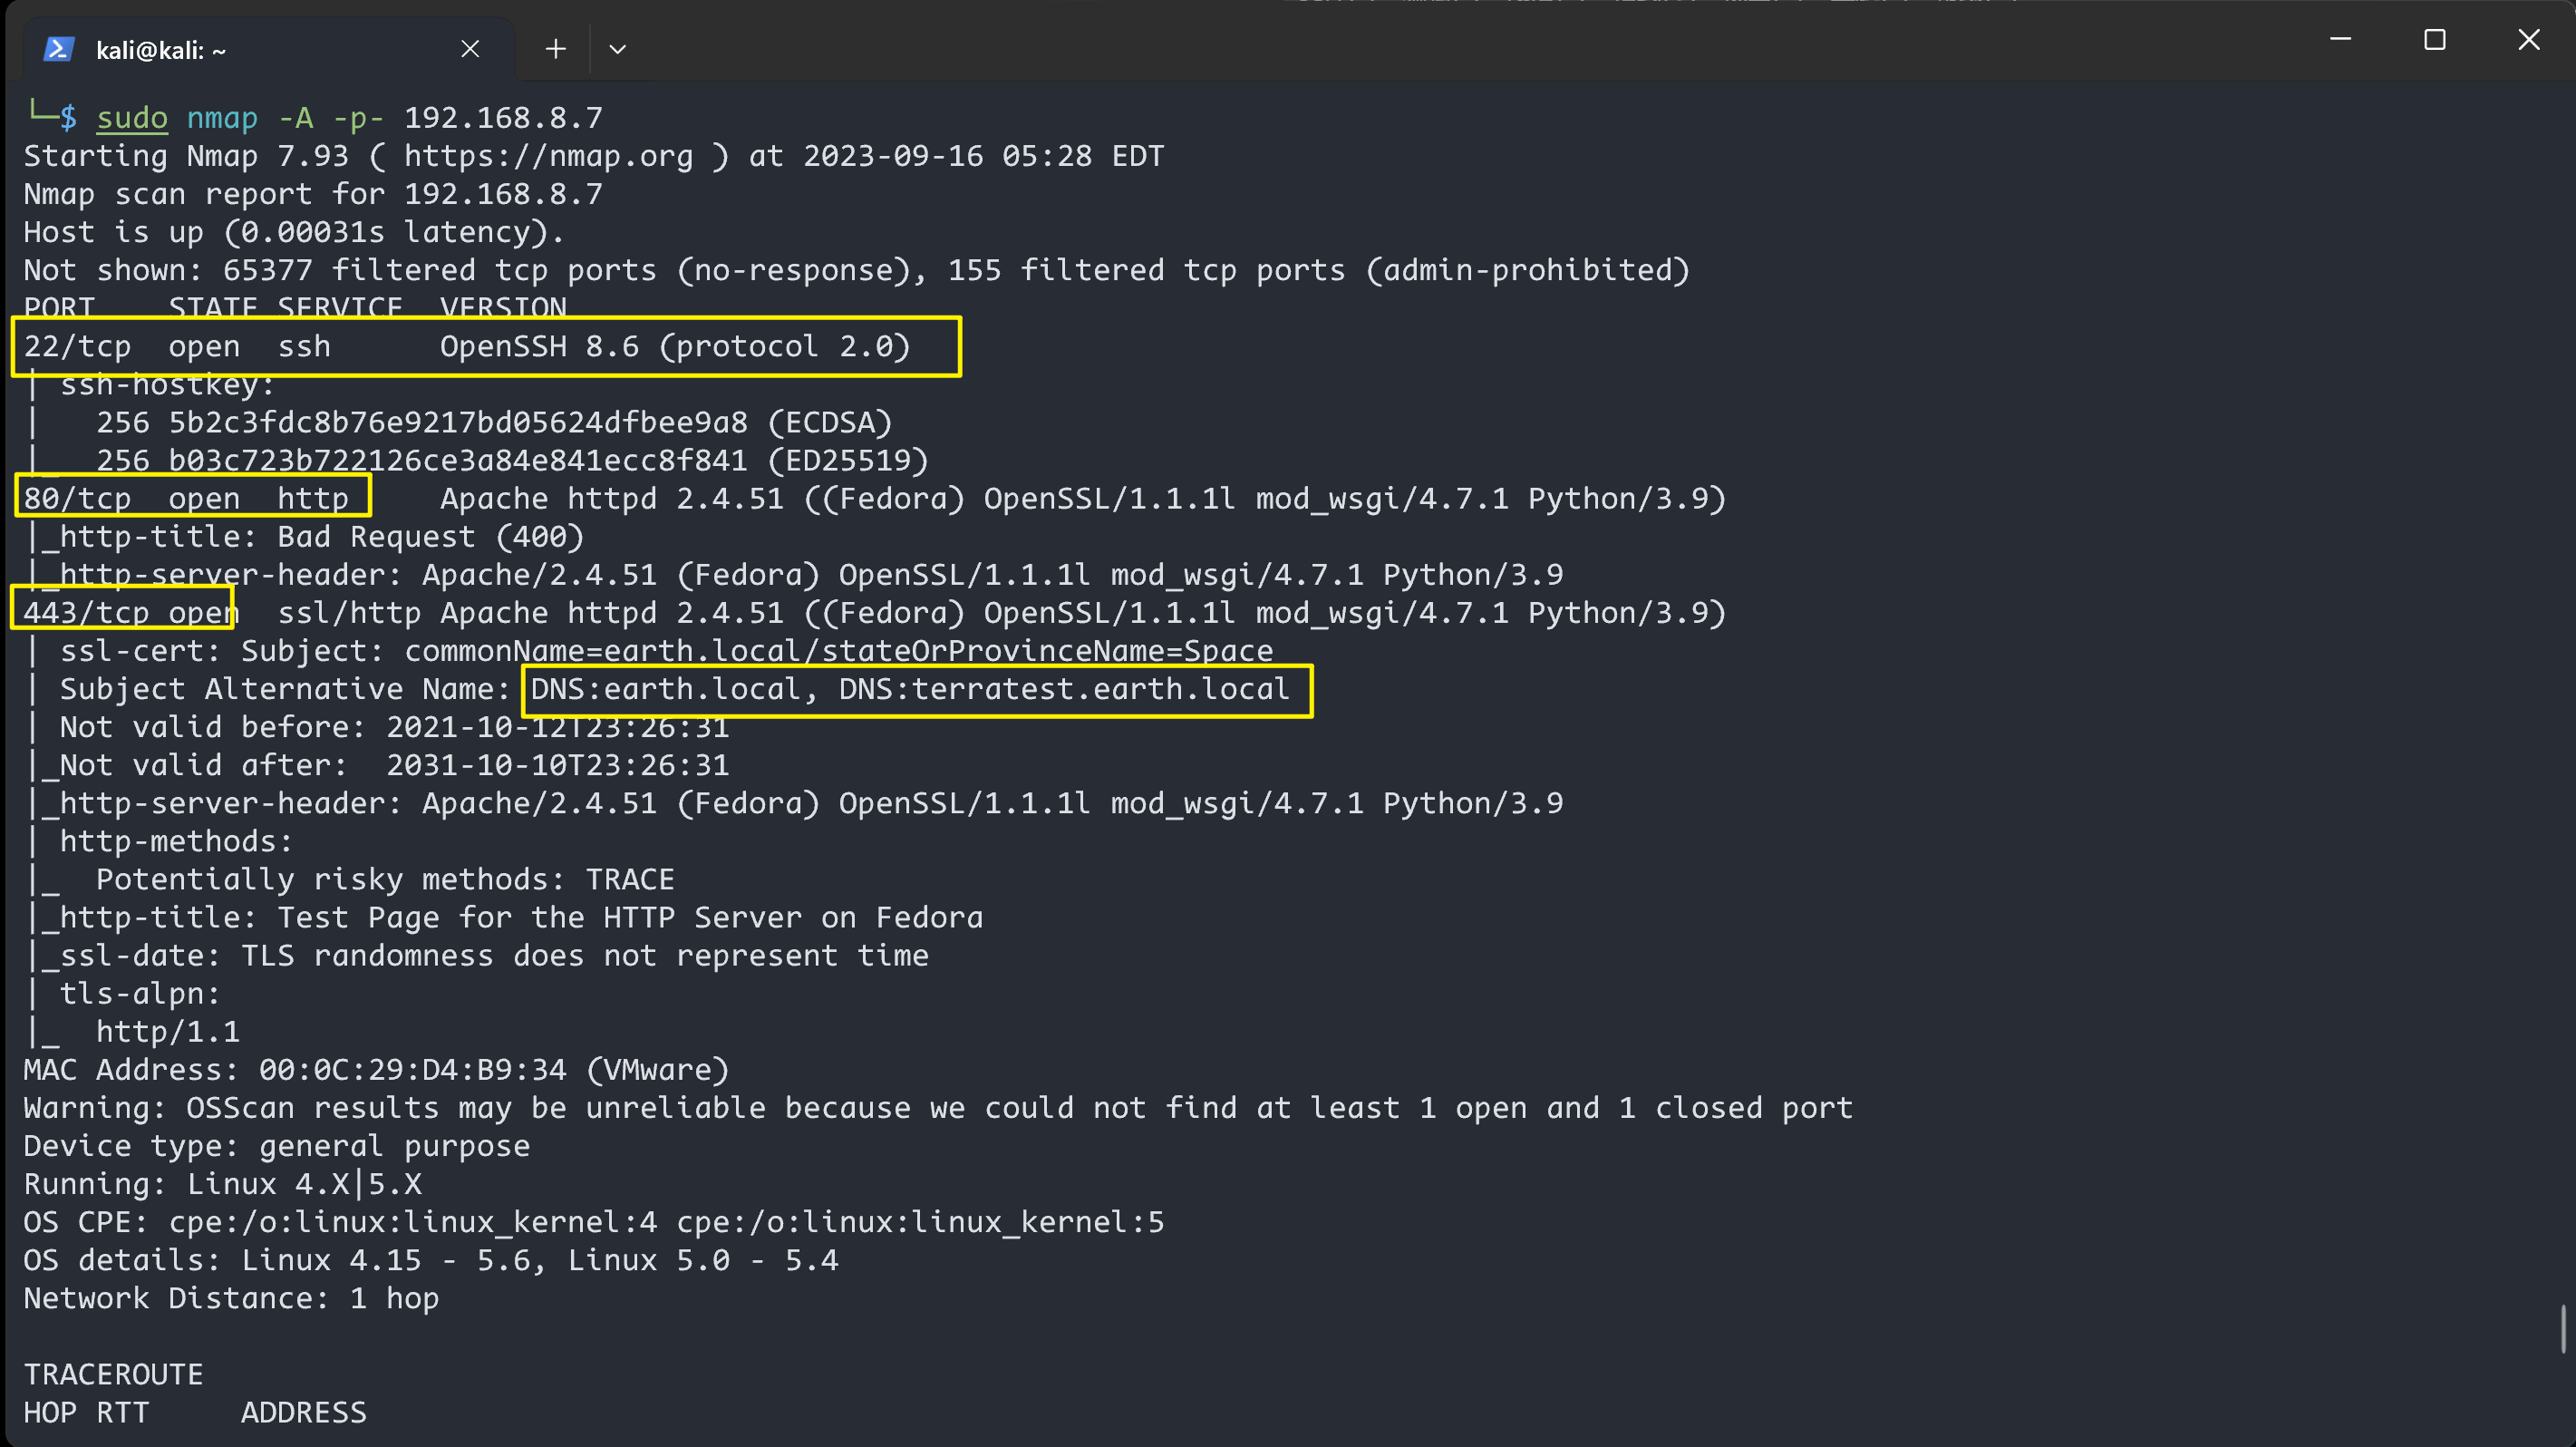 kali@kali: ~
└─$ sudo nmap -A -p- 192.168.8.7
Starting Nmap 7.93 ( https://nmap.org ) at 2023-09-16 05:28 EDT
Nmap scan report for 192.168.8.7
Host is up (0.00031s latency).
Not shown: 65377 filtered tcp ports (no-response), 155 filtered tcp ports (admin-prohibited)
PORT    STATE SERVICE  VERSION
22/tcp  open  ssh      OpenSSH 8.6 (protocol 2.0)
| ssh-hostkey:
|   256 5b2c3fdc8b76e9217bd05624dfbee9a8 (ECDSA)
|_  256 b03c723b722126ce3a84e841ecc8f841 (ED25519)
80/tcp  open  http     Apache httpd 2.4.51 ((Fedora) OpenSSL/1.1.1l mod_wsgi/4.7.1 Python/3.9)
|_http-title: Bad Request (400)
|_http-server-header: Apache/2.4.51 (Fedora) OpenSSL/1.1.1l mod_wsgi/4.7.1 Python/3.9
443/tcp open  ssl/http Apache httpd 2.4.51 ((Fedora) OpenSSL/1.1.1l mod_wsgi/4.7.1 Python/3.9)
| ssl-cert: Subject: commonName=earth.local/stateOrProvinceName=Space
| Subject Alternative Name: DNS:earth.local, DNS:terratest.earth.local
| Not valid before: 2021-10-12T23:26:31
|_Not valid after:  2031-10-10T23:26:31
|_http-server-header: Apache/2.4.51 (Fedora) OpenSSL/1.1.1l mod_wsgi/4.7.1 Python/3.9
| http-methods:
|_  Potentially risky methods: TRACE
|_http-title: Test Page for the HTTP Server on Fedora
|_ssl-date: TLS randomness does not represent time
| tls-alpn:
|_  http/1.1
MAC Address: 00:0C:29:D4:B9:34 (VMware)
Warning: OSScan results may be unreliable because we could not find at least 1 open and 1 closed port
Device type: general purpose
Running: Linux 4.X|5.X
OS CPE: cpe:/o:linux:linux_kernel:4 cpe:/o:linux:linux_kernel:5
OS details: Linux 4.15 - 5.6, Linux 5.0 - 5.4
Network Distance: 1 hop
TRACEROUTE
HOP RTT     ADDRESS